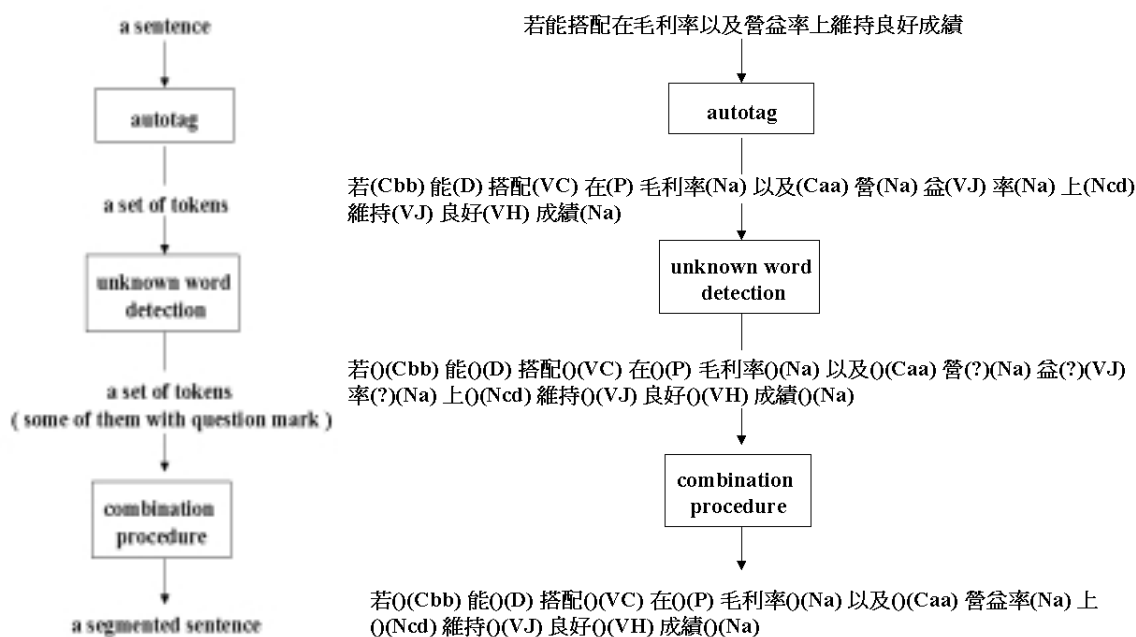 a sentence
autotag
a set of tokens
unknown word
detection
a set of tokens
( some of them with question mark )
combination
procedure
a segmented sentence
若能搭配在毛利率以及營益率上維持良好成績
autotag
若(Cbb) 能(D) 搭配(VC) 在(P) 毛利率(Na) 以及(Caa) 營(Na) 益(VJ) 率(Na) 上(Ncd)
維持(VJ) 良好(VH) 成績(Na)
unknown word
detection
若()(Cbb) 能()(D) 搭配()(VC) 在()(P) 毛利率()(Na) 以及()(Caa) 營(?)(Na) 益(?)(VJ)
率(?)(Na) 上()(Ncd) 維持()(VJ) 良好()(VH) 成績()(Na)
combination
procedure
若()(Cbb) 能()(D) 搭配()(VC) 在()(P) 毛利率()(Na) 以及()(Caa) 營益率(Na) 上
()(Ncd) 維持()(VJ) 良好()(VH) 成績()(Na)